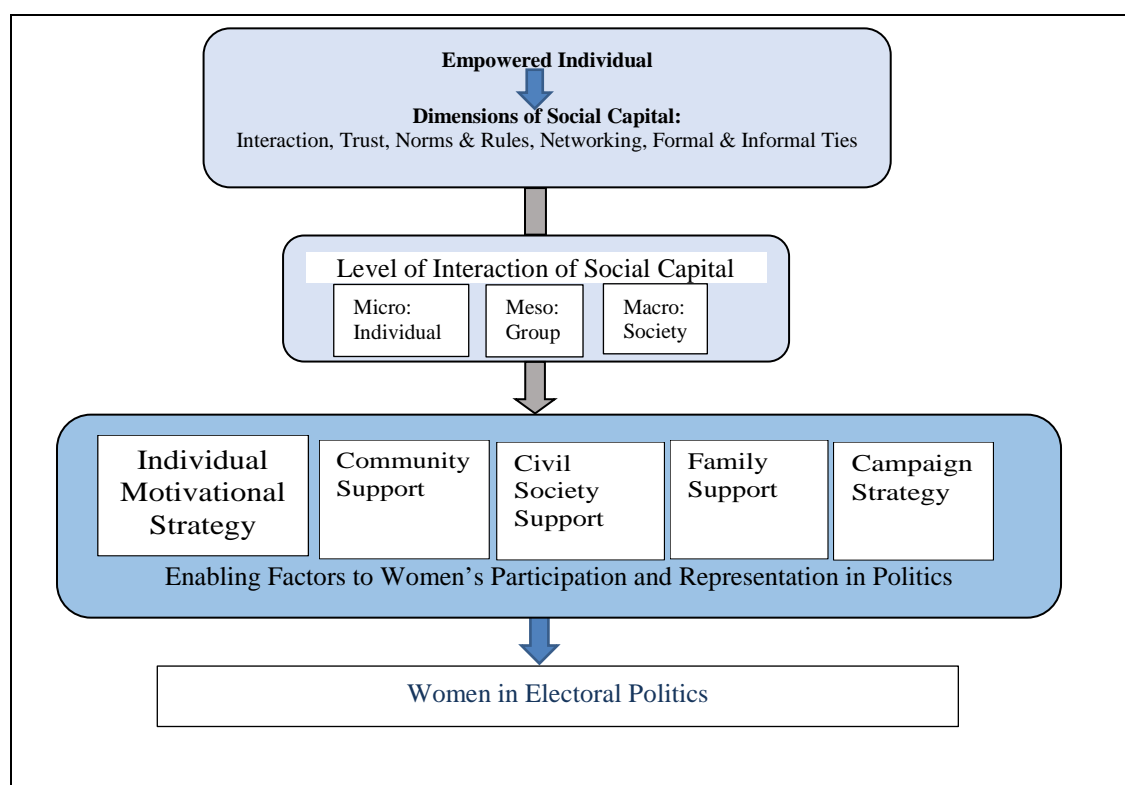 Empowered Individual
Dimensions of Social Capital:
Interaction, Trust, Norms & Rules, Networking, Formal & Informal Ties
Level of Interaction of Social Capital
Micro:
Individual
Meso:
Group
Macro:
Society
Individual
Motivational
Strategy
Community
Support
Civil
Society
Support
Family
Support
Campaign
Strategy
Enabling Factors to Women’s Participation and Representation in Politics
Women in Electoral Politics